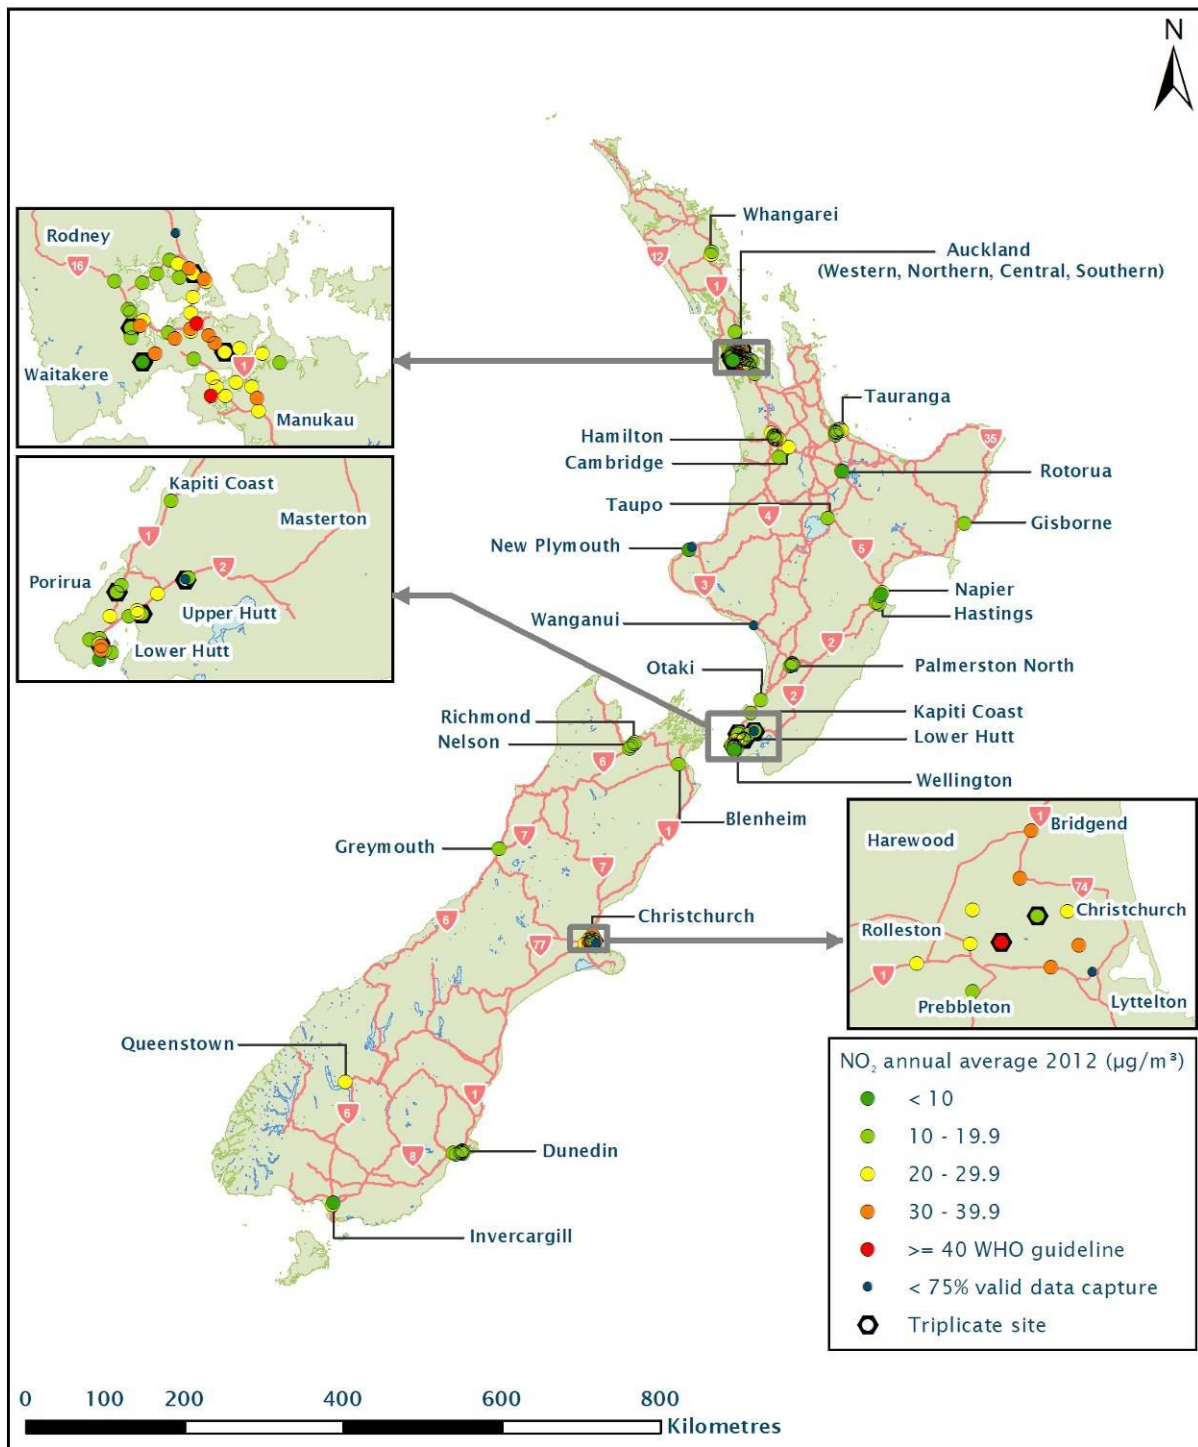 N
Whangarei
Auckland
(Western, Northern, Central, Southern)
12
1
Rodney
16
Waitakere
1
Manukau
Tauranga
Hamilton
Cambridge
35
Rotorua
Taupo
4
Gisborne
New Plymouth
5
3
Napier
Hastings
Wanganui
2
Palmerston North
Otaki
2
Kapiti Coast
Lower Hutt
Wellington
Kapiti Coast
Masterton
1
2
Porirua
Upper Hutt
Lower Hutt
Richmond
Nelson
6
Blenheim
1
7
Greymouth
7
6
Christchurch
77
Queenstown
1
6
8
Dunedin
Invercargill
1
Bridgend
Harewood
74
Christchurch
Rolleston
1
Prebbleton
Lyttelton
NO₂ annual average 2012 (µg/m³)
< 10
10 - 19.9
20 - 29.9
30 - 39.9
>= 40 WHO guideline
< 75% valid data capture
Triplicate site
0 100 200 400 600 800
Kilometres